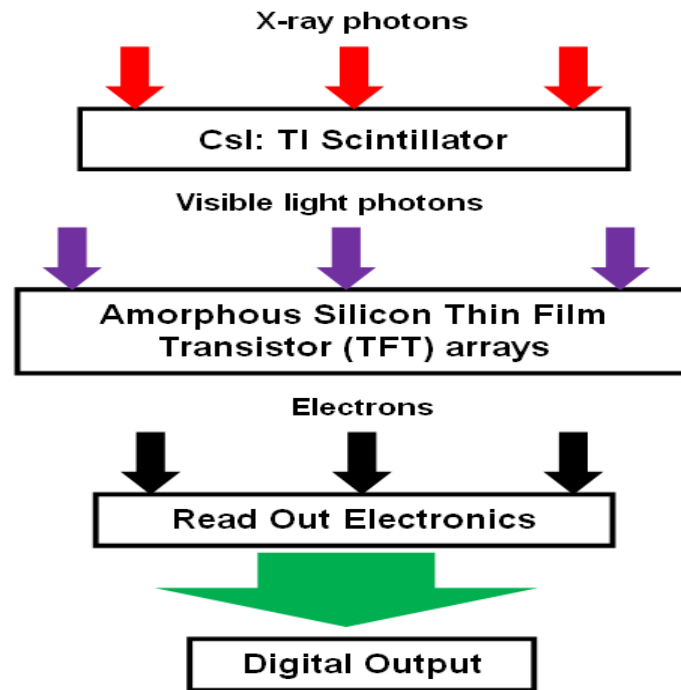 X-ray photons
CsI: Tl Scintillator
Visible light photons
Amorphous Silicon Thin Film
Transistor (TFT) arrays
Electrons
Read Out Electronics
Digital Output